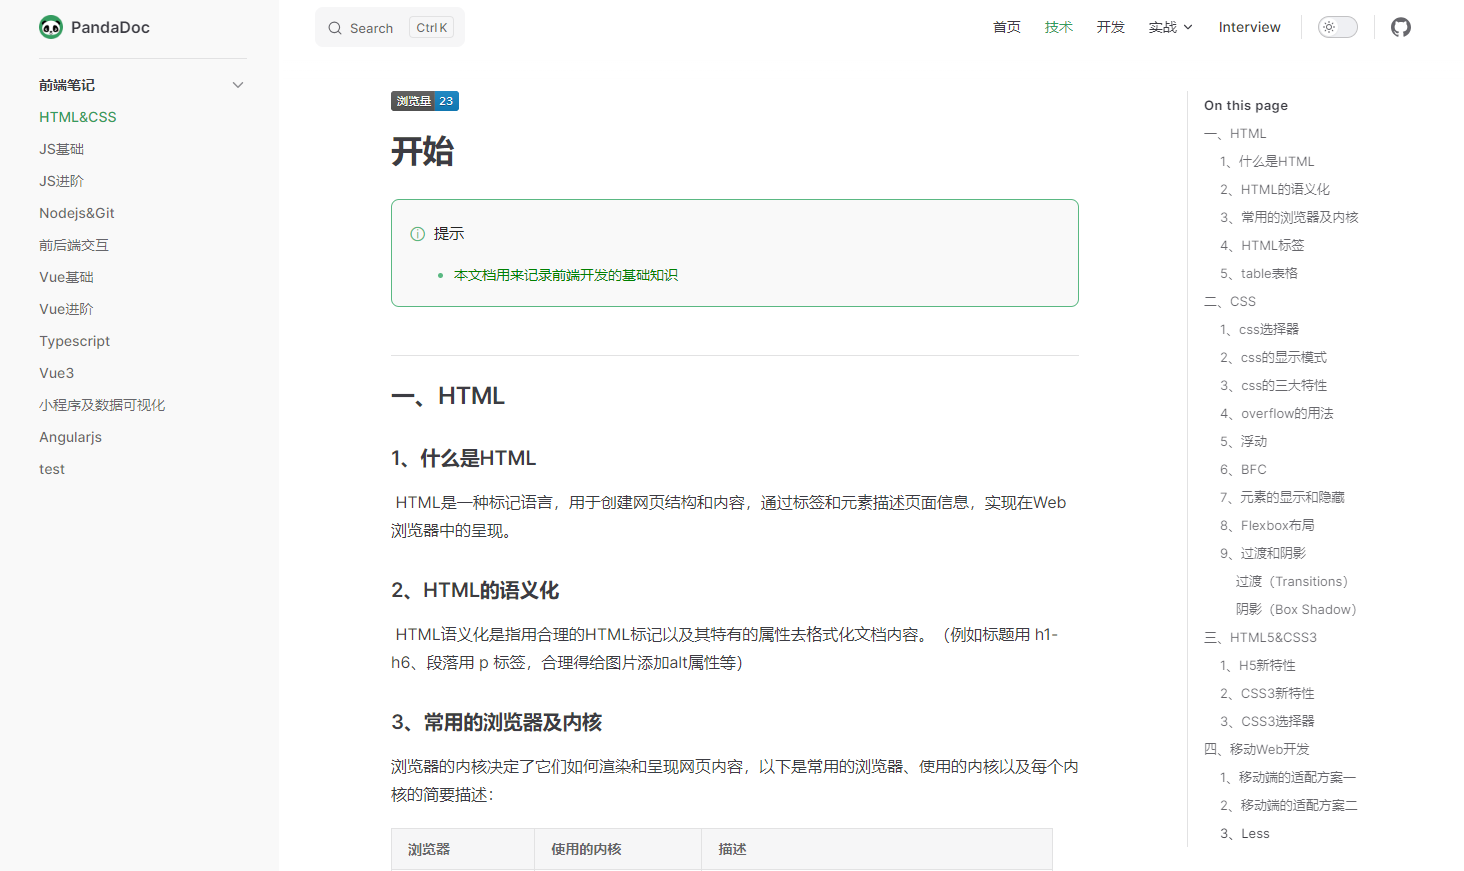 PandaDoc
Search Ctrl K
首页 技术 开发 实战 Interview
前端笔记
HTML&CSS
JS基础
JS进阶
Nodejs&Git
前后端交互
Vue基础
Vue进阶
Typescript
Vue3
小程序及数据可视化
Angularjs
test
浏览量 23
开始
提示
本文档用来记录前端开发的基础知识
一、HTML
1、什么是HTML
HTML是一种标记语言，用于创建网页结构和内容，通过标签和元素描述页面信息，实现在Web
浏览器中的呈现。
2、HTML的语义化
HTML语义化是指用合理的HTML标记以及其特有的属性去格式化文档内容。（例如标题用 h1-
h6、段落用 p 标签，合理得给图片添加alt属性等）
3、常用的浏览器及内核
浏览器的内核决定了它们如何渲染和呈现网页内容，以下是常用的浏览器、使用的内核以及每个内
核的简要描述：
浏览器 使用的内核 描述
On this page
一、HTML
1、什么是HTML
2、HTML的语义化
3、常用的浏览器及内核
4、HTML标签
5、table表格
二、CSS
1、css选择器
2、css的显示模式
3、css的三大特性
4、overflow的用法
5、浮动
6、BFC
7、元素的显示和隐藏
8、Flexbox布局
9、过渡和阴影
过渡（Transitions）
阴影（Box Shadow）
三、HTML5&CSS3
1、H5新特性
2、CSS3新特性
3、CSS3选择器
四、移动Web开发
1、移动端的适配方案一
2、移动端的适配方案二
3、Less